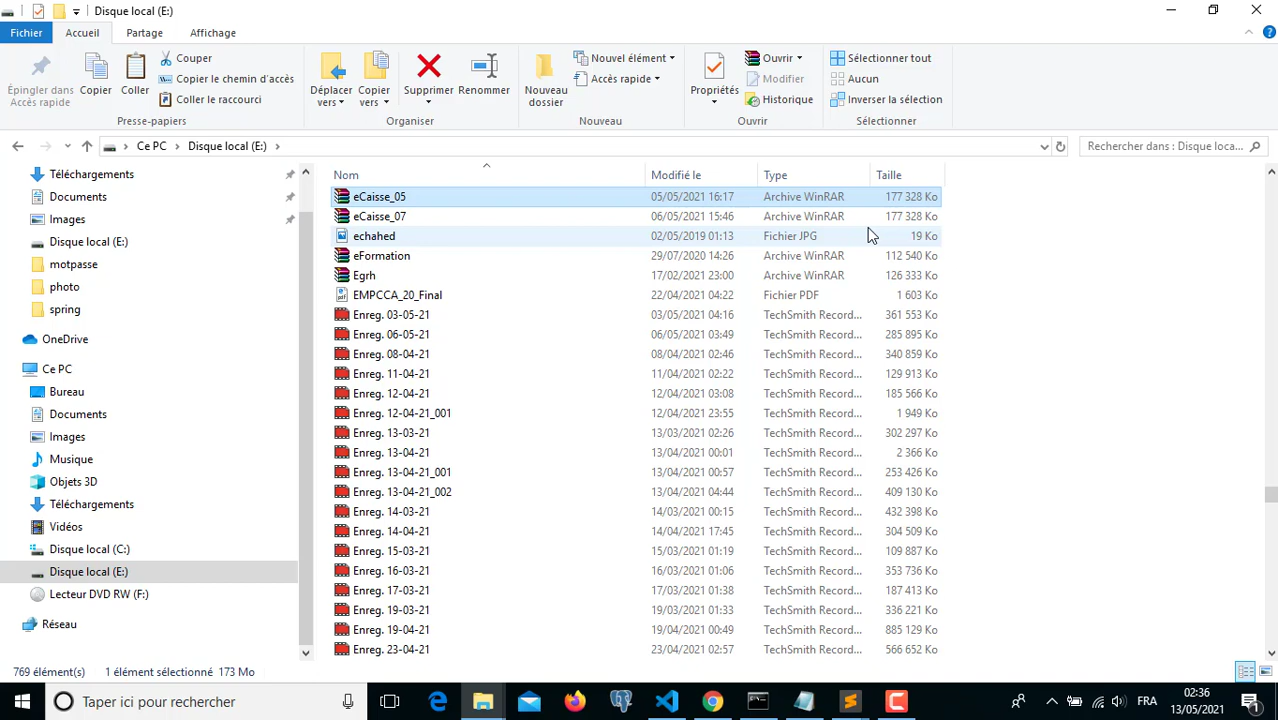 Disque local (E:)
Fichier Accueil Partage Affichage
Épingler dans Accès rapide
Copier
Coller
Couper
Copier le chemin d'accès
Coller le raccourci
Presse-papiers
Déplacer vers
Copier vers
Supprimer
Renommer
Organiser
Nouveau dossier
Nouvel élément
Accès rapide
Nouveau
Propriétés
Ouvrir
Modifier
Historique
Ouvrir
Sélectionner tout
Aucun
Inverser la sélection
Sélectionner
Ce PC > Disque local (E:) >
Rechercher dans : Disque loca...
Téléchargements
Documents
Images
Disque local (E:)
motpasse
photo
spring
OneDrive
Ce PC
Bureau
Documents
Images
Musique
Objets 3D
Téléchargements
Vidéos
Disque local (C:)
Disque local (E:)
Lecteur DVD RW (F:)
Réseau
Nom Modifié le Type Taille
eCaisse_05 05/05/2021 16:17 Archive WinRAR 177 328 Ko
eCaisse_07 06/05/2021 15:46 Archive WinRAR 177 328 Ko
echahed 02/05/2019 01:13 Fichier JPG 19 Ko
eFormation 29/07/2020 14:26 Archive WinRAR 112 540 Ko
Egrh 17/02/2021 23:00 Archive WinRAR 126 333 Ko
EMPCCA_20_Final 22/04/2021 04:22 Fichier PDF 1 603 Ko
Enreg. 03-05-21 03/05/2021 04:16 TechSmith Record... 361 553 Ko
Enreg. 06-05-21 06/05/2021 03:49 TechSmith Record... 285 895 Ko
Enreg. 08-04-21 08/04/2021 02:46 TechSmith Record... 340 859 Ko
Enreg. 11-04-21 11/04/2021 02:22 TechSmith Record... 129 913 Ko
Enreg. 12-04-21 12/04/2021 03:08 TechSmith Record... 185 566 Ko
Enreg. 12-04-21_001 12/04/2021 23:55 TechSmith Record... 1 949 Ko
Enreg. 13-03-21 13/03/2021 02:26 TechSmith Record... 302 297 Ko
Enreg. 13-04-21 13/04/2021 00:01 TechSmith Record... 2 366 Ko
Enreg. 13-04-21_001 13/04/2021 00:57 TechSmith Record... 253 426 Ko
Enreg. 13-04-21_002 13/04/2021 04:44 TechSmith Record... 409 130 Ko
Enreg. 14-03-21 14/03/2021 00:15 TechSmith Record... 432 398 Ko
Enreg. 14-04-21 14/04/2021 17:45 TechSmith Record... 304 509 Ko
Enreg. 15-03-21 15/03/2021 01:19 TechSmith Record... 109 887 Ko
Enreg. 16-03-21 16/03/2021 01:06 TechSmith Record... 353 736 Ko
Enreg. 17-03-21 17/03/2021 01:38 TechSmith Record... 187 413 Ko
Enreg. 19-03-21 19/03/2021 01:33 TechSmith Record... 336 221 Ko
Enreg. 19-04-21 19/04/2021 00:49 TechSmith Record... 885 129 Ko
Enreg. 23-04-21 23/04/2021 02:57 TechSmith Record... 566 652 Ko
769 élément(s) 1 élément sélectionné 173 Mo
Taper ici pour rechercher
FRA
02:36
13/05/2021
1